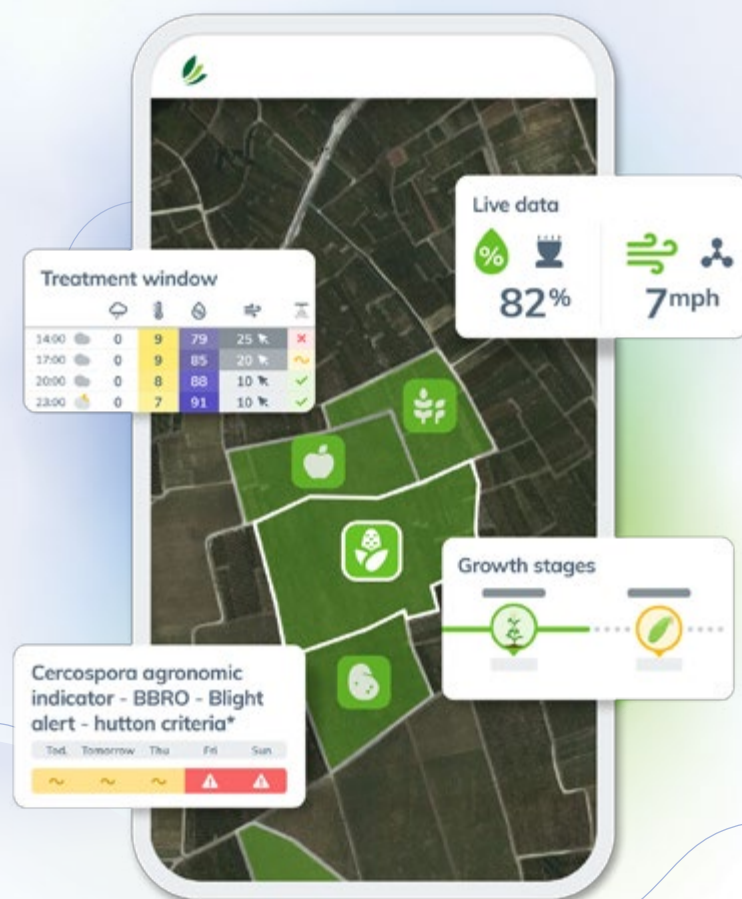 Live data
82%
7mph
Treatment window
14:00 0 9 79 25
17:00 0 9 85 20
20:00 0 8 88 10
23:00 0 7 91 10
Growth stages
Cercospora agronomic
indicator - BBRO - Blight
alert - hutton criteria*
Tod. Tomorrow Thu Fri Sun